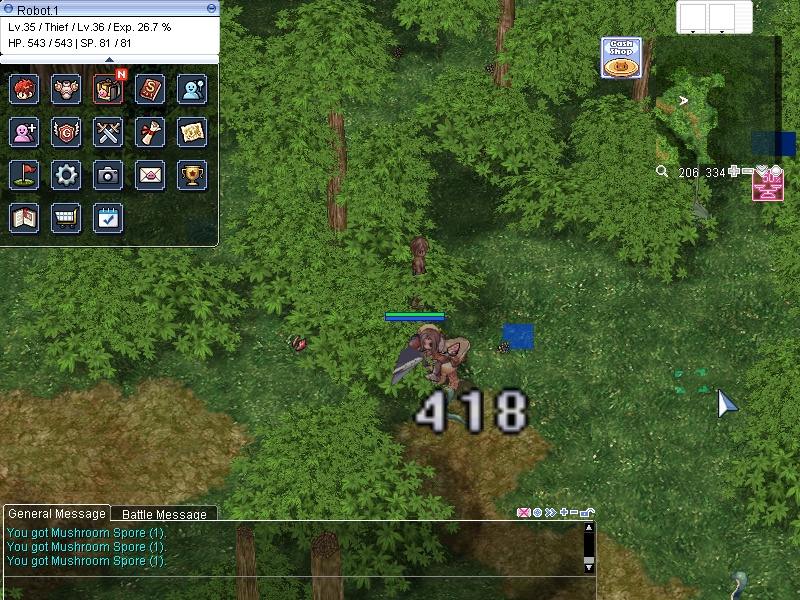 Robot.1
Lv.35 / Thief / Lv.36 / Exp. 26.7 %
HP. 543 / 543 | SP. 81 / 81
N
S
G
Cash
Shop
206 334
50%
418
General Message
Battle Message
You got Mushroom Spore (1).
You got Mushroom Spore (1).
You got Mushroom Spore (1).